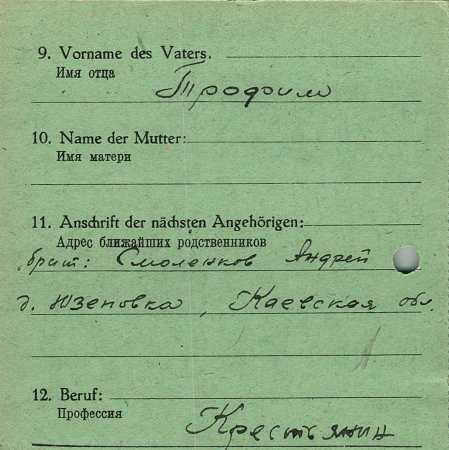 9. Vorname des Vaters.
Имя отца
Трофим
10. Name der Mutter:
Имя матери
11. Anschrift der nächsten Angehörigen:
Адрес ближайших родственников
брат: Смоленков Андрей
д. Юзеновка, Каевская обл.
12. Beruf:
Профессия
Крестьянин